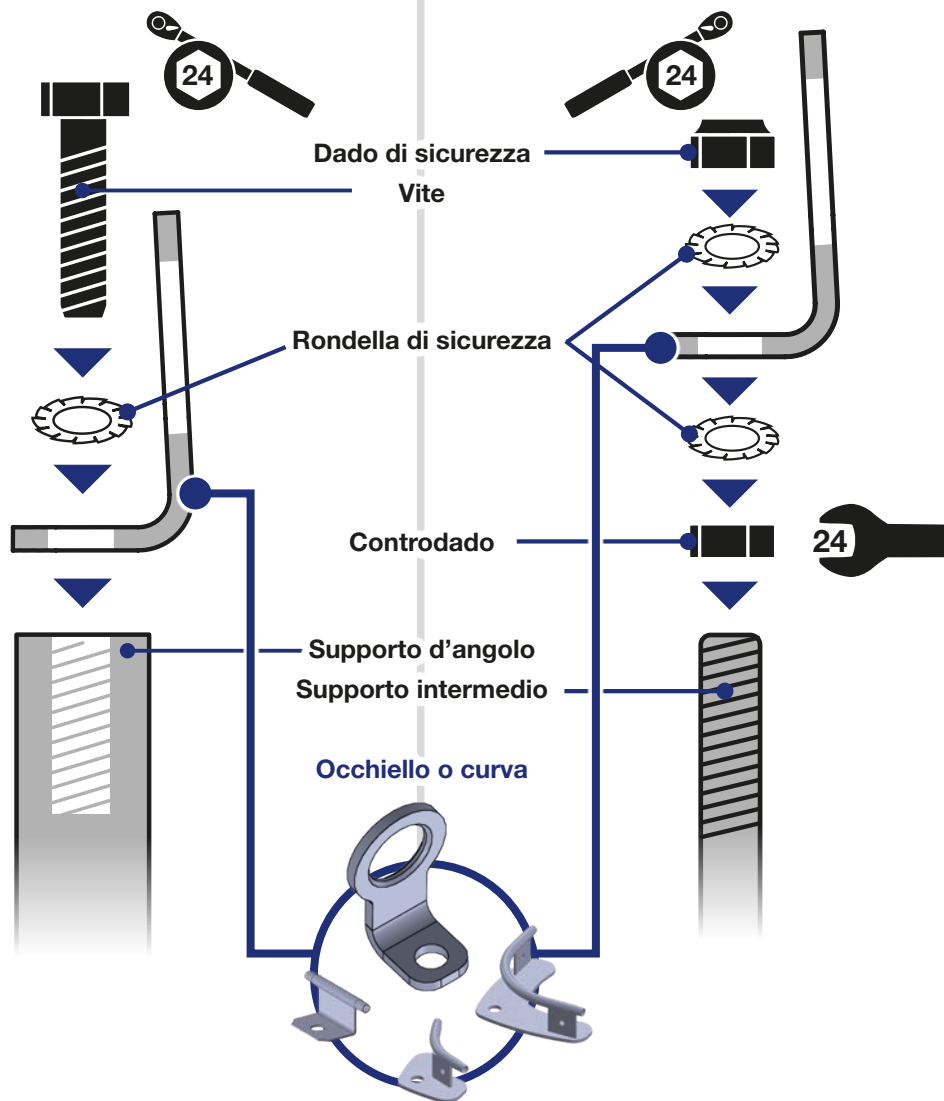 24
24
Dado di sicurezza
Vite
Rondella di sicurezza
Controdado
24
Supporto d'angolo
Supporto intermedio
Occhiello o curva